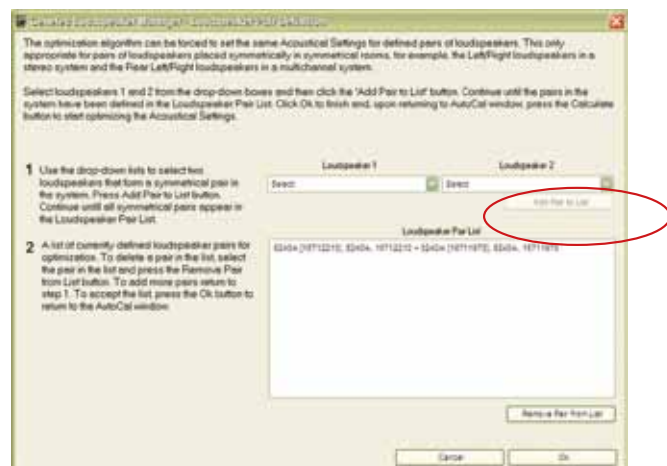 Genelec Loudspeaker Manager - Loudspeaker Pair Definition
The optimization algorithm can be forced to set the same Acoustical Settings for defined pairs of loudspeakers. This only
appropriate for pairs of loudspeakers placed symmetrically in symmetrical rooms, for example, the Left/Right loudspeakers in a
stereo system and the Rear Left/Right loudspeakers in a multichannel system.
Select loudspeakers 1 and 2 from the drop-down boxes and then click the 'Add Pair to List' button. Continue until the pairs in the
system have been defined in the Loudspeaker Pair List. Click Ok to finish and, upon returning to AutoCal window, press the Calculate
button to start optimizing the Acoustical Settings.
1 Use the drop-down lists to select two
loudspeakers that form a symmetrical pair in
the system. Press Add Pair to List button.
Continue until all symmetrical pairs appear in
the Loudspeaker Pair List.
Loudspeaker 1 Loudspeaker 2
Select Select
Add Pair to List
2 A list of currently defined loudspeaker pairs for
optimization. To delete a pair in the list, select
the pair in the list and press the Remove Pair
from List button. To add more pairs return to
step 1. To accept the list, press the Ok button to
return to the AutoCal window.
Loudspeaker Pair List
Remove Pair from List
Cancel Ok